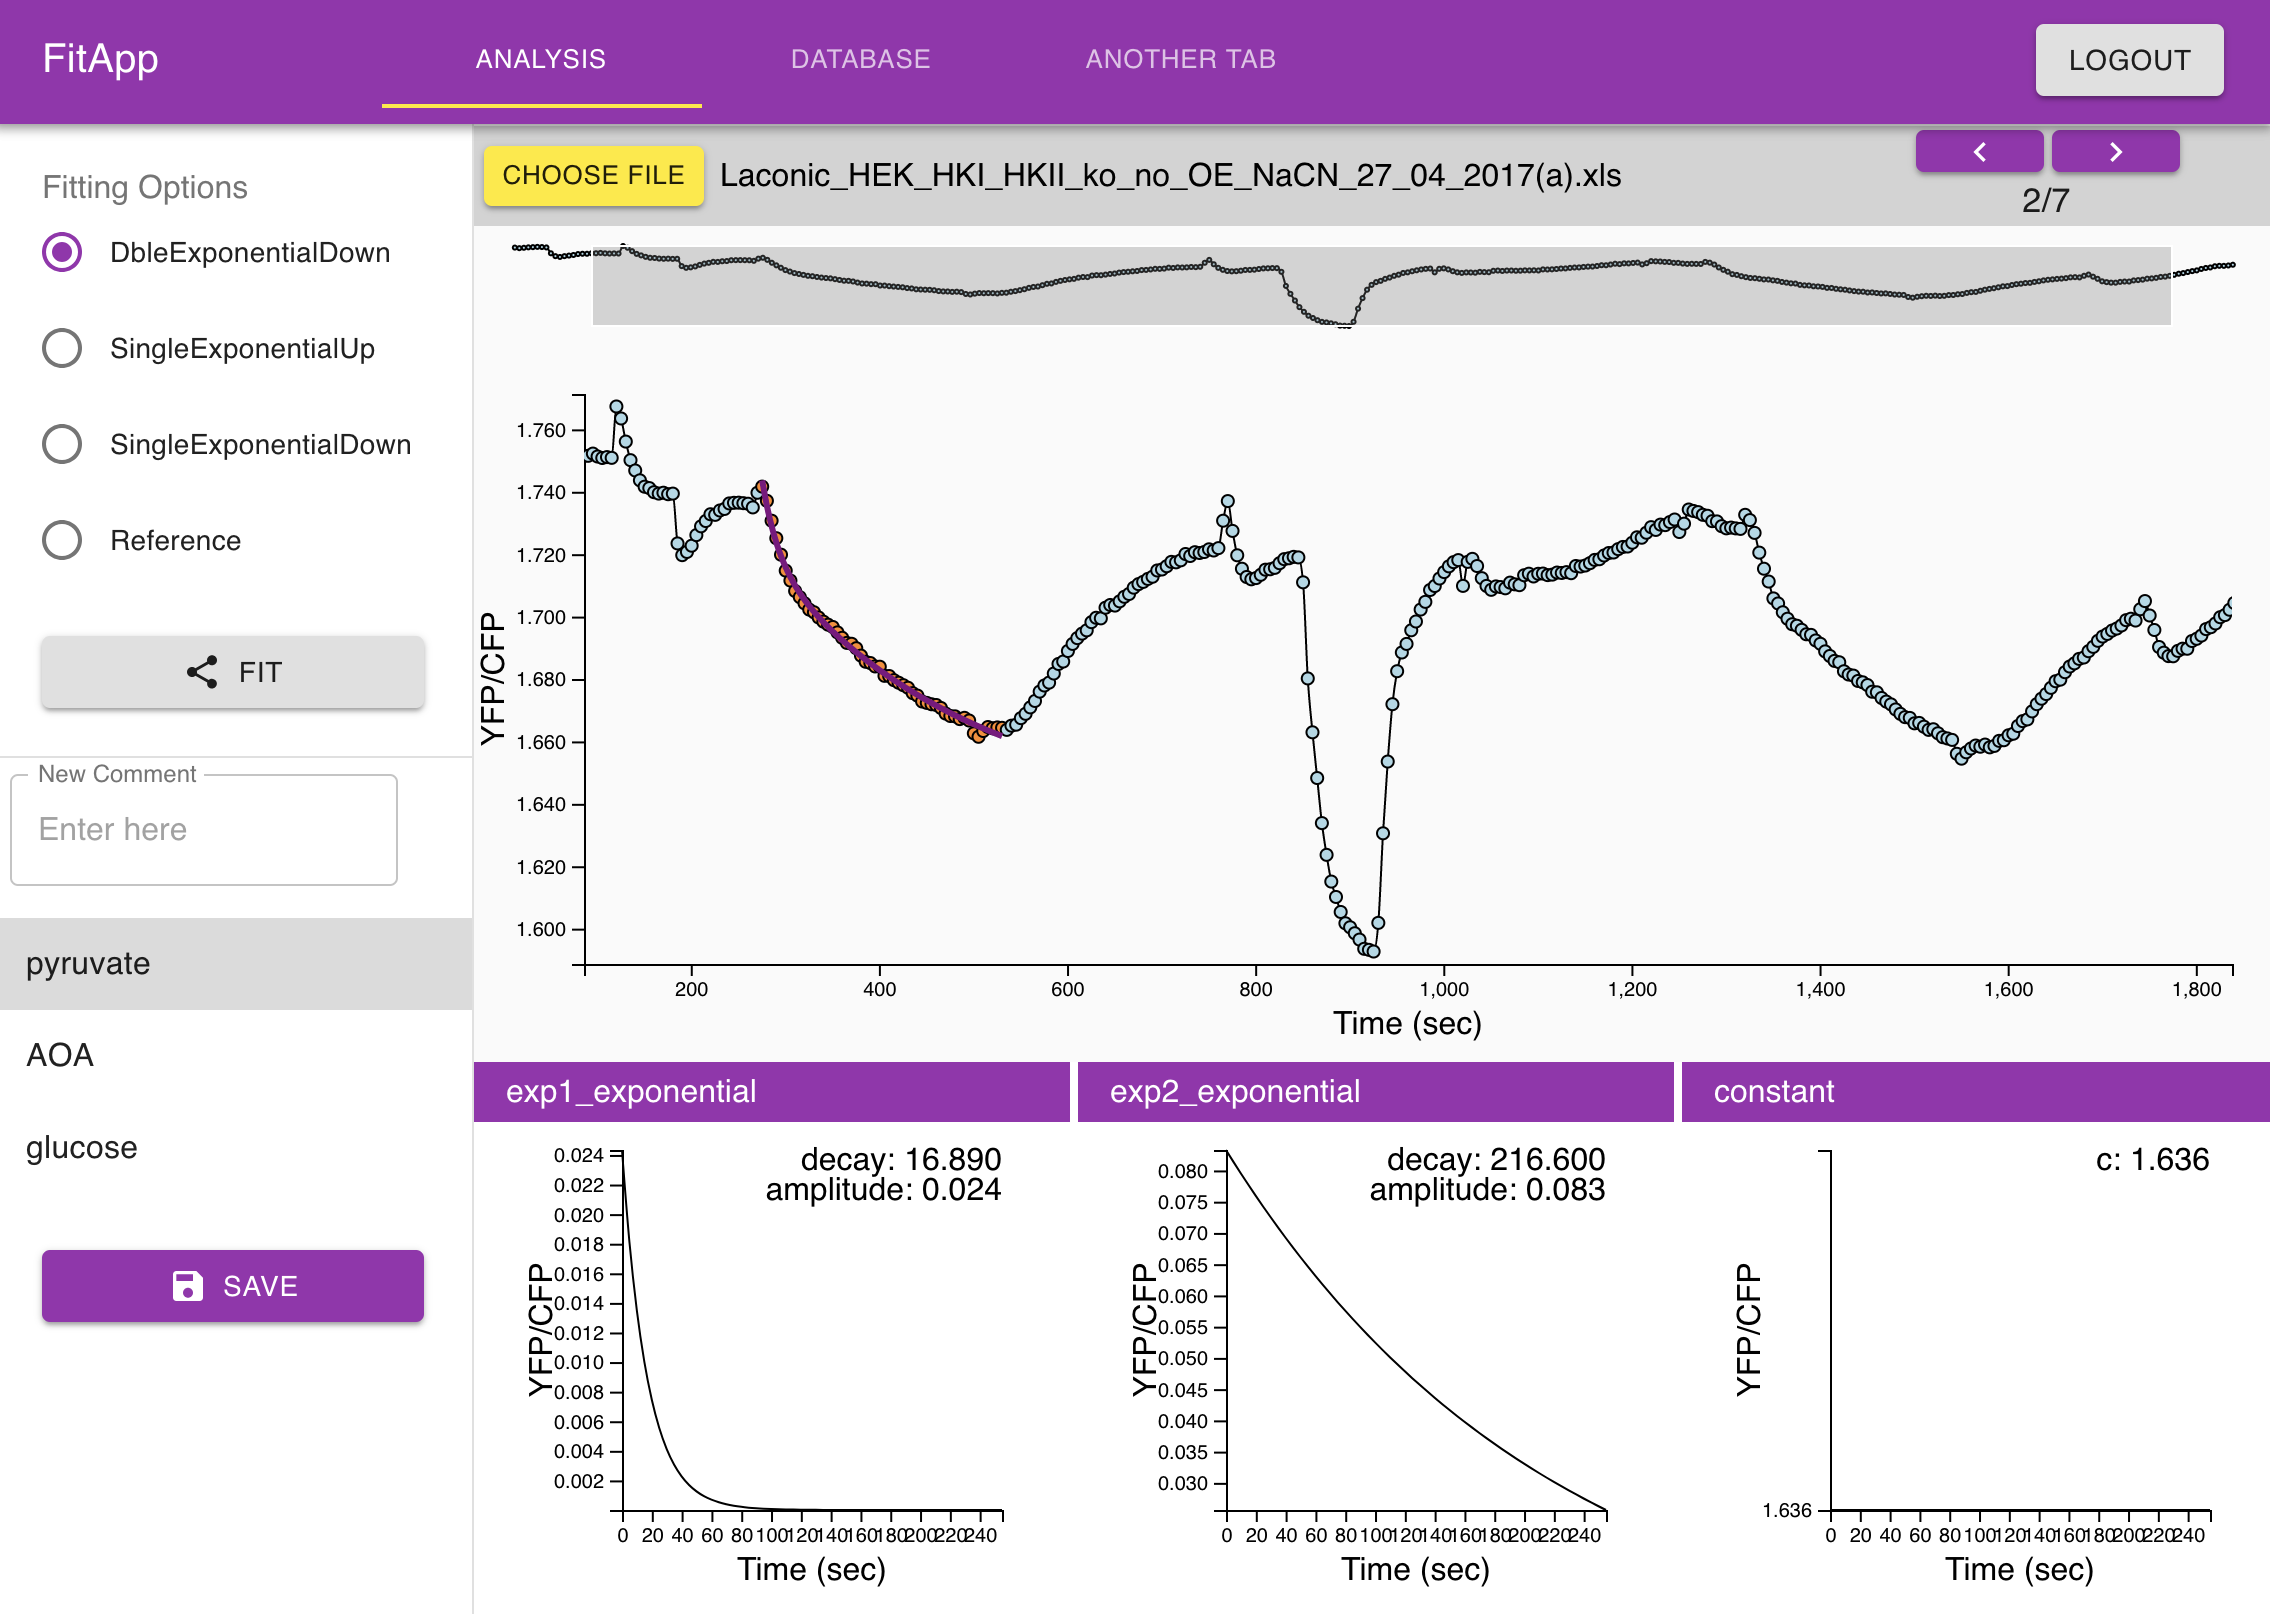 FitApp
ANALYSIS
DATABASE
ANOTHER TAB
LOGOUT
Fitting Options
DbleExponentialDown
SingleExponentialUp
SingleExponentialDown
Reference
FIT
New Comment
Enter here
pyruvate
AOA
glucose
SAVE
CHOOSE FILE
Laconic_HEK_HKI_HKII_ko_no_OE_NaCN_27_04_2017(a).xls
2/7
YFP/CFP
1.760
1.740
1.720
1.700
1.680
1.660
1.640
1.620
1.600
200 400 600 800 1,000 1,200 1,400 1,600 1,800
Time (sec)
exp1_exponential
decay: 16.890
amplitude: 0.024
YFP/CFP
0.024
0.022
0.020
0.018
0.016
0.014
0.012
0.010
0.008
0.006
0.004
0.002
0 20 40 60 80 100 120 140 160 180 200 220 240
Time (sec)
exp2_exponential
decay: 216.600
amplitude: 0.083
YFP/CFP
0.080
0.075
0.070
0.065
0.060
0.055
0.050
0.045
0.040
0.035
0.030
0 20 40 60 80 100 120 140 160 180 200 220 240
Time (sec)
constant
c: 1.636
YFP/CFP
1.636
0 20 40 60 80 100 120 140 160 180 200 220 240
Time (sec)